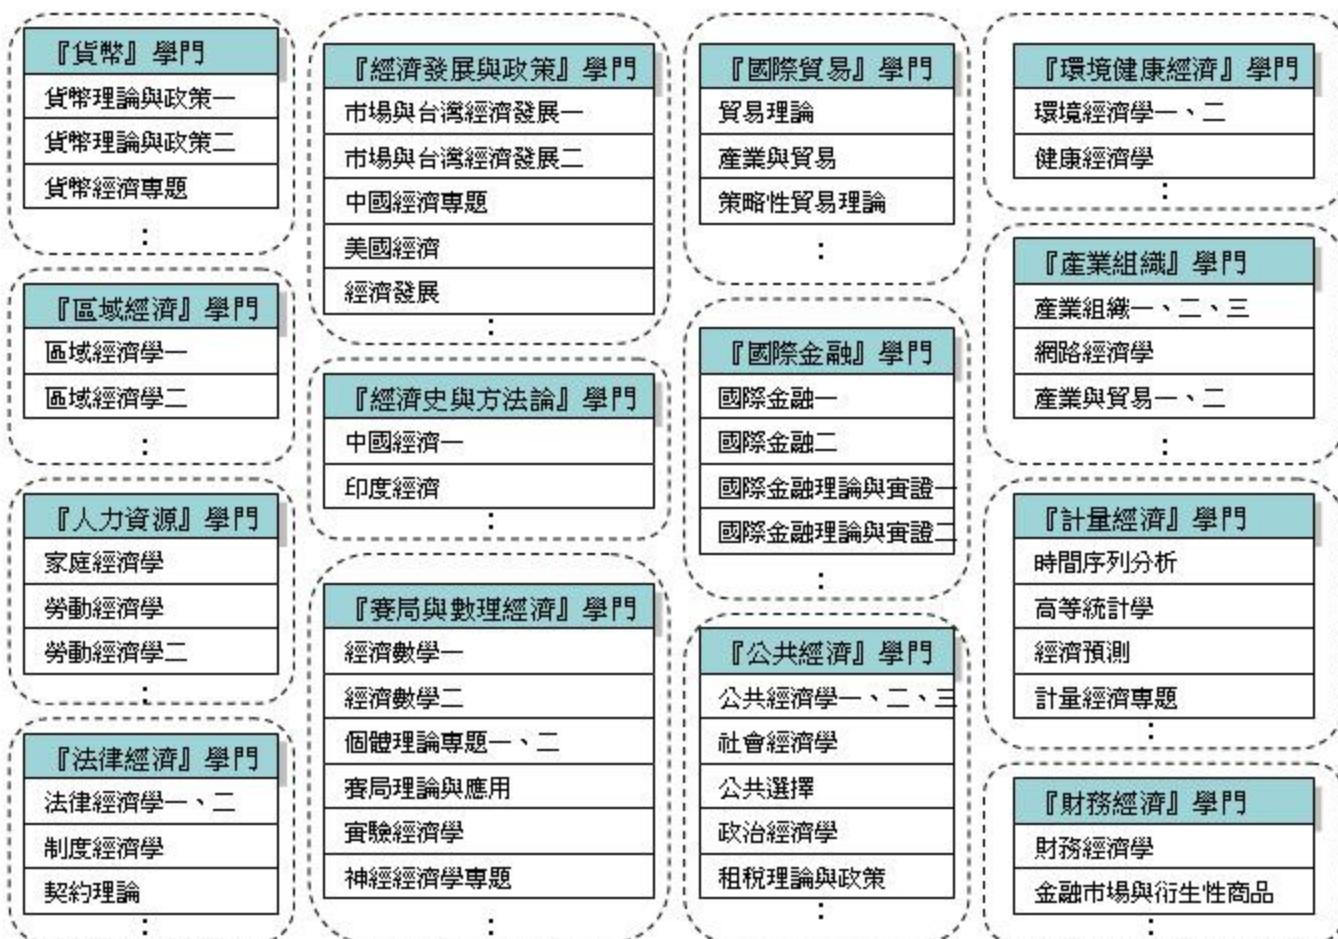 『貨幣』學門
貨幣理論與政策一
貨幣理論與政策二
貨幣經濟專題
:
『區域經濟』學門
區域經濟學一
區域經濟學二
:
『人力資源』學門
家庭經濟學
勞動經濟學
勞動經濟學二
:
『法律經濟』學門
法律經濟學一、二
制度經濟學
契約理論
:
『經濟發展與政策』學門
市場與台灣經濟發展一
市場與台灣經濟發展二
中國經濟專題
美國經濟
經濟發展
:
『經濟史與方法論』學門
中國經濟一
印度經濟
:
『賽局與數理經濟』學門
經濟數學一
經濟數學二
個體理論專題一、二
賽局理論與應用
實驗經濟學
神經經濟學專題
:
『國際貿易』學門
貿易理論
產業與貿易
策略性貿易理論
:
『國際金融』學門
國際金融一
國際金融二
國際金融理論與實證一
國際金融理論與實證二
:
『公共經濟』學門
公共經濟學一、二、三
社會經濟學
公共選擇
政治經濟學
租稅理論與政策
:
『環境健康經濟』學門
環境經濟學一、二
健康經濟學
:
『產業組織』學門
產業組織一、二、三
網路經濟學
產業與貿易一、二
:
『計量經濟』學門
時間序列分析
高等統計學
經濟預測
計量經濟專題
:
『財務經濟』學門
財務經濟學
金融市場與衍生性商品
: